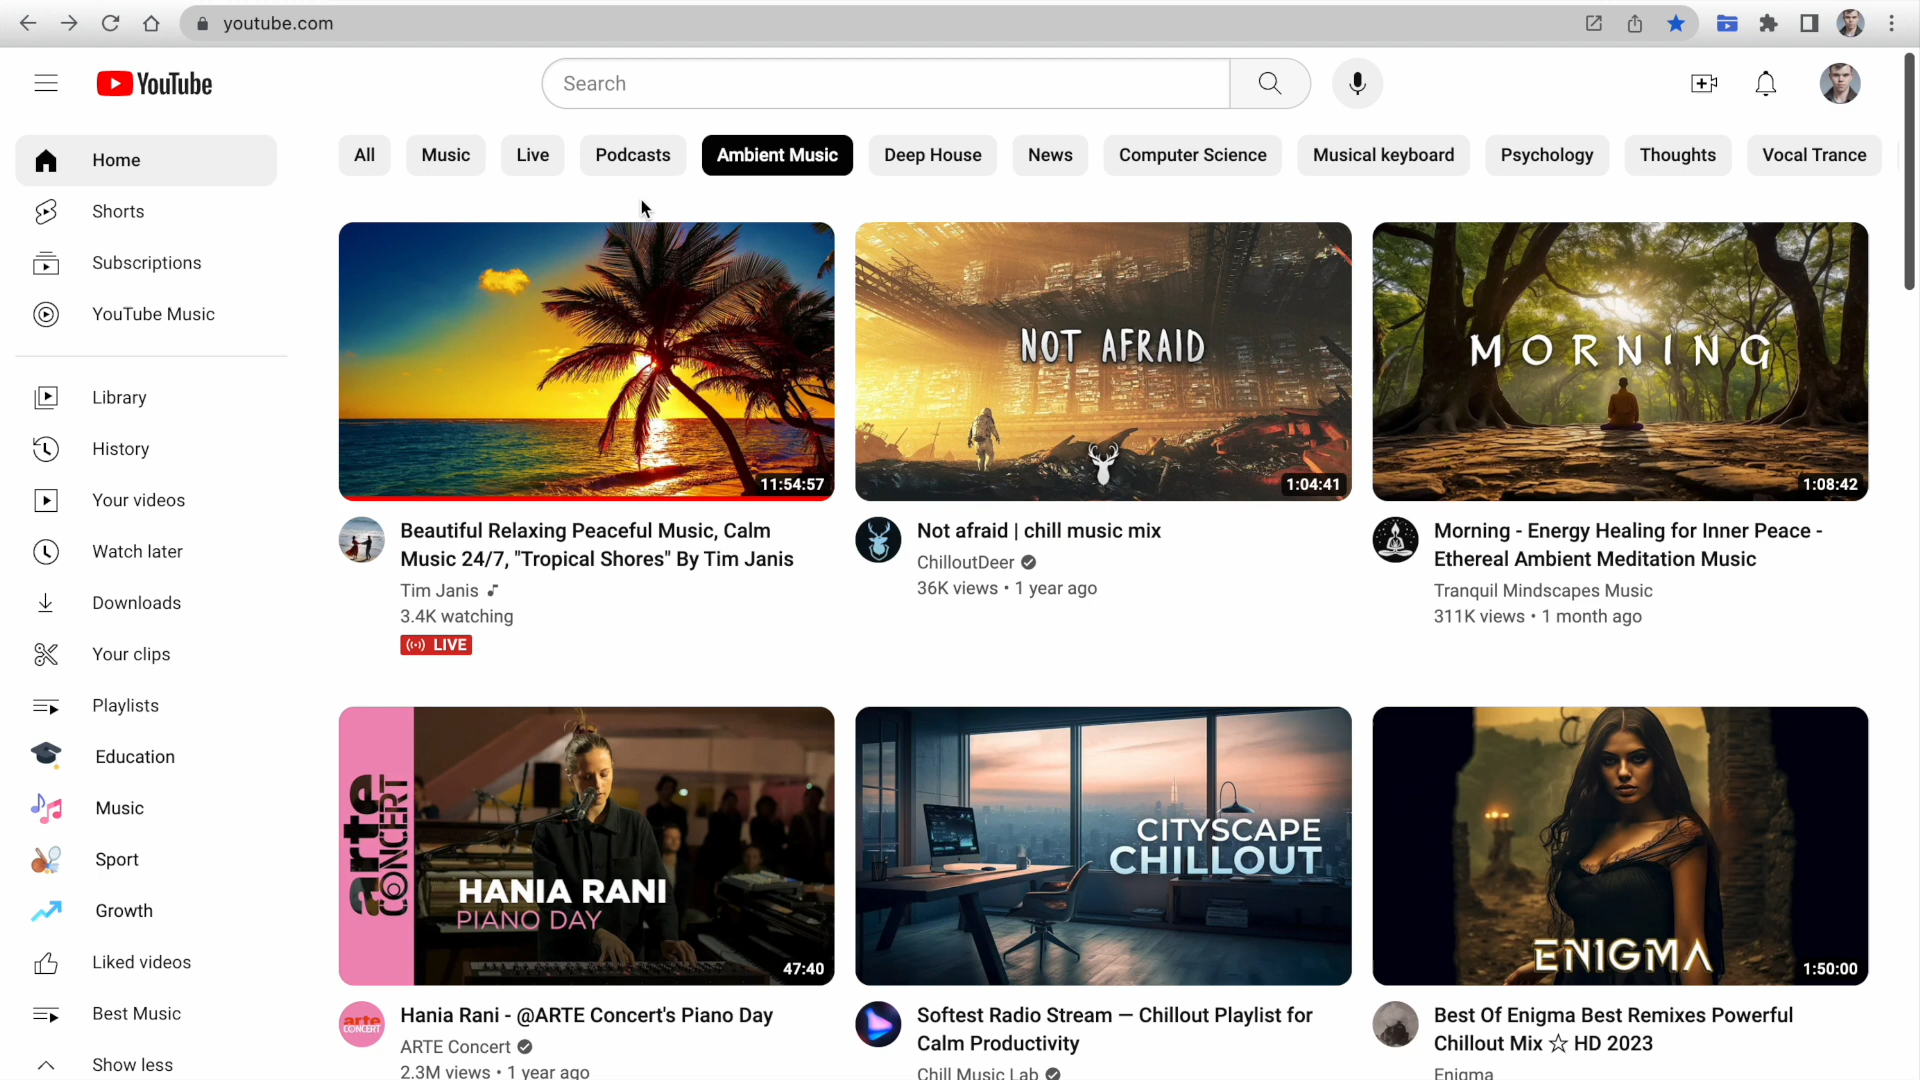 youtube.com
YouTube
Search
All Music Live Podcasts Ambient Music Deep House News Computer Science Musical keyboard Psychology Thoughts Vocal Trance
Home
Shorts
Subscriptions
YouTube Music
Library
History
Your videos
Watch later
Downloads
Your clips
Playlists
Education
Music
Sport
Growth
Liked videos
Best Music
Show less
11:54:57
Beautiful Relaxing Peaceful Music, Calm
Music 24/7, "Tropical Shores" By Tim Janis
Tim Janis
3.4K watching
LIVE
NOT AFRAID
1:04:41
Not afraid | chill music mix
ChilloutDeer
36K views • 1 year ago
MORNING
1:08:42
Morning - Energy Healing for Inner Peace -
Ethereal Ambient Meditation Music
Tranquil Mindscapes Music
311K views • 1 month ago
arte
CONCERT
HANIA RANI
PIANO DAY
47:40
arte
CONCERT
Hania Rani - @ARTE Concert's Piano Day
ARTE Concert
2.3M views • 1 year ago
CITYSCAPE
CHILLOUT
Softest Radio Stream — Chillout Playlist for
Calm Productivity
Chill Music Lab
ENIGMA
1:50:00
Best Of Enigma Best Remixes Powerful
Chillout Mix ☆ HD 2023
Enigma